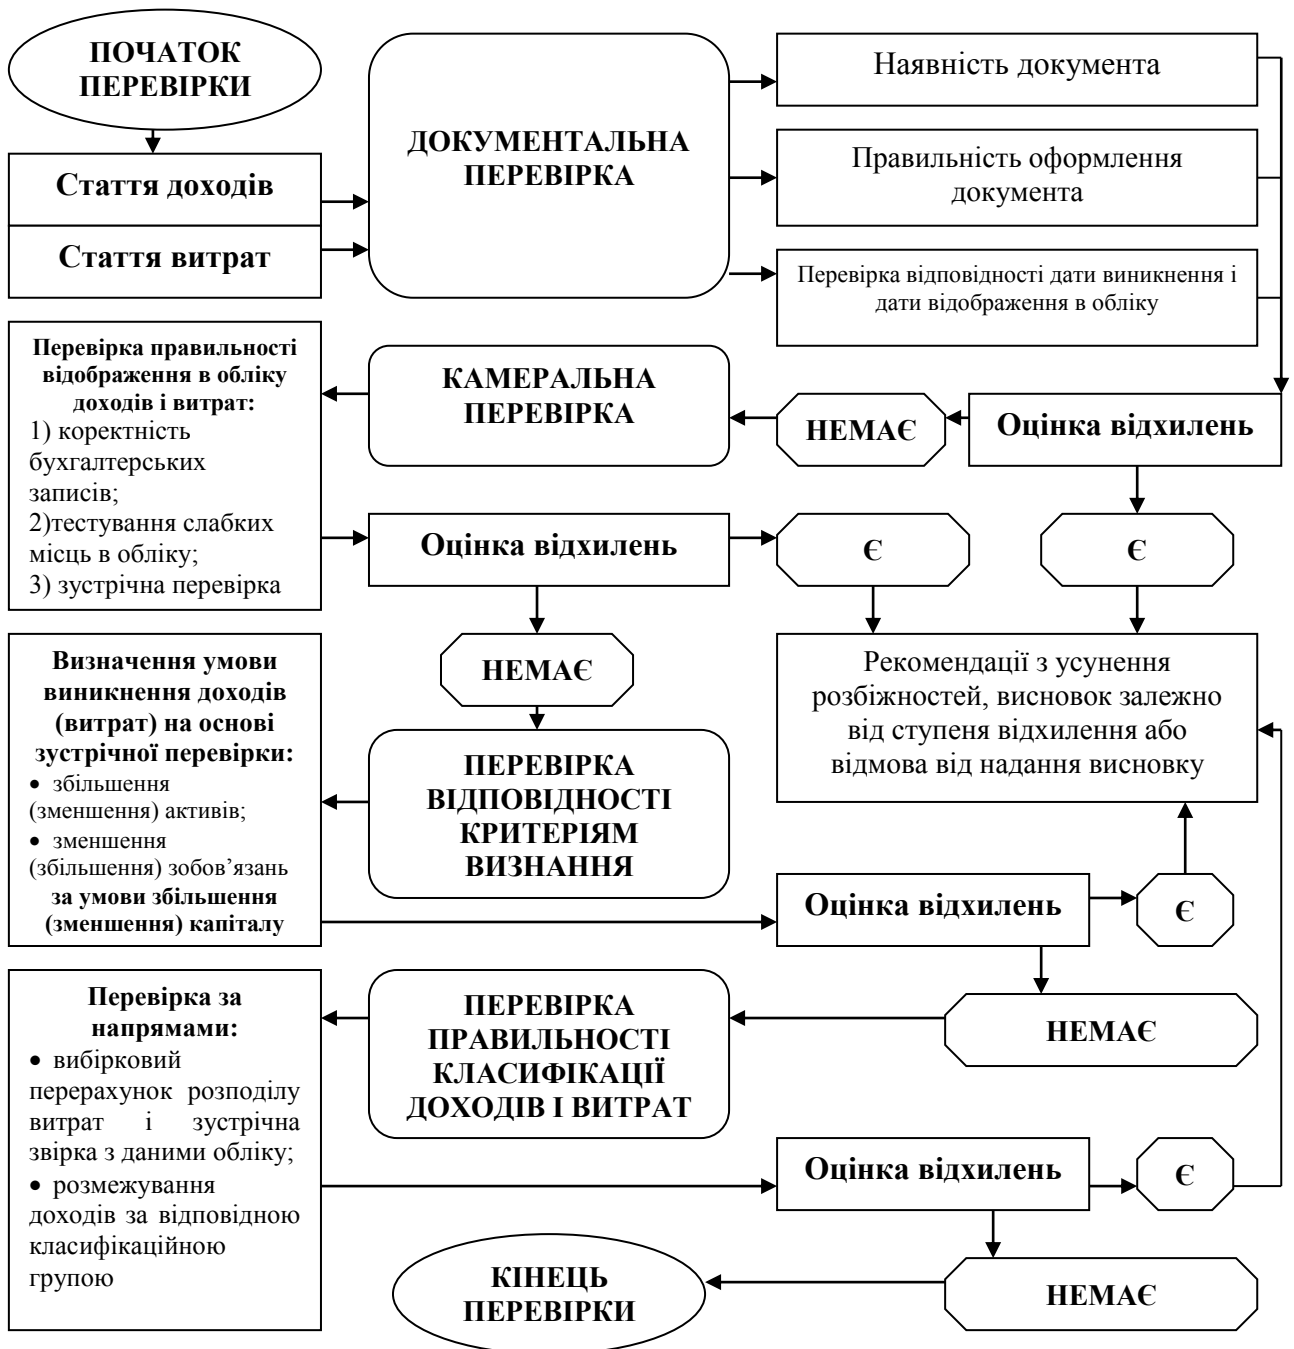 ПОЧАТОК
ПЕРЕВІРКИ
Стаття доходів
Стаття витрат
ДОКУМЕНТАЛЬНА
ПЕРЕВІРКА
Наявність документа
Правильність оформлення
документа
Перевірка відповідності дати виникнення і
дати відображення в обліку
Перевірка правильності
відображення в обліку
доходів і витрат:
1) коректність
бухгалтерських
записів;
2)тестування слабких
місць в обліку;
3) зустрічна перевірка
КАМЕРАЛЬНА
ПЕРЕВІРКА
НЕМАЄ
Оцінка відхилень
Оцінка відхилень
Є
Є
НЕМАЄ
Визначення умови
виникнення доходів
(витрат) на основі
зустрічної перевірки:
• збільшення
(зменшення) активів;
• зменшення
(збільшення) зобов’язань
за умови збільшення
(зменшення) капіталу
ПЕРЕВІРКА
ВІДПОВІДНОСТІ
КРИТЕРІЯМ
ВИЗНАННЯ
Рекомендації з усунення
розбіжностей, висновок залежно
від ступеня відхилення або
відмова від надання висновку
Оцінка відхилень
Є
НЕМАЄ
Перевірка за
напрямами:
• вибірковий
перерахунок розподілу
витрат і зустрічна
звірка з даними обліку;
• розмежування
доходів за відповідною
класифікаційною
групою
ПЕРЕВІРКА
ПРАВИЛЬНОСТІ
КЛАСИФІКАЦІЇ
ДОХОДІВ І ВИТРАТ
Оцінка відхилень
Є
НЕМАЄ
КІНЕЦЬ
ПЕРЕВІРКИ